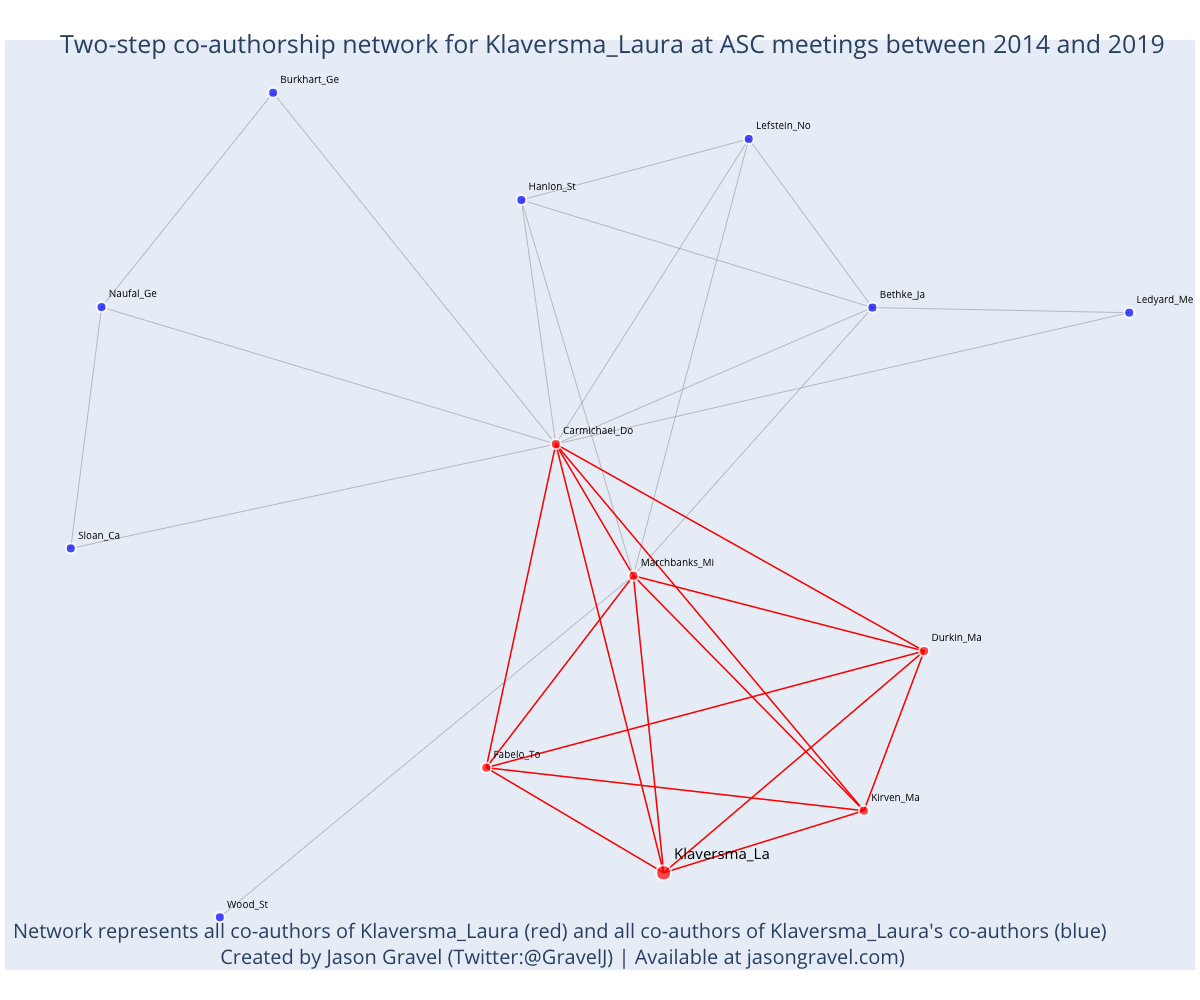 Two-step co-authorship network for Klaversma_Laura at ASC meetings between 2014 and 2019
Burkhart_Ge
Lefstein_No
Hanlon_St
Naufal_Ge
Bethke_Ja
Ledyard_Me
Carmichael_Do
Sloan_Ca
Marchbanks_Mi
Durkin_Ma
Fabelo_To
Kirven_Ma
Klaversma_La
Wood_St
Network represents all co-authors of Klaversma_Laura (red) and all co-authors of Klaversma_Laura's co-authors (blue)
Created by Jason Gravel (Twitter:@GravelJ) | Available at jasongravel.com)